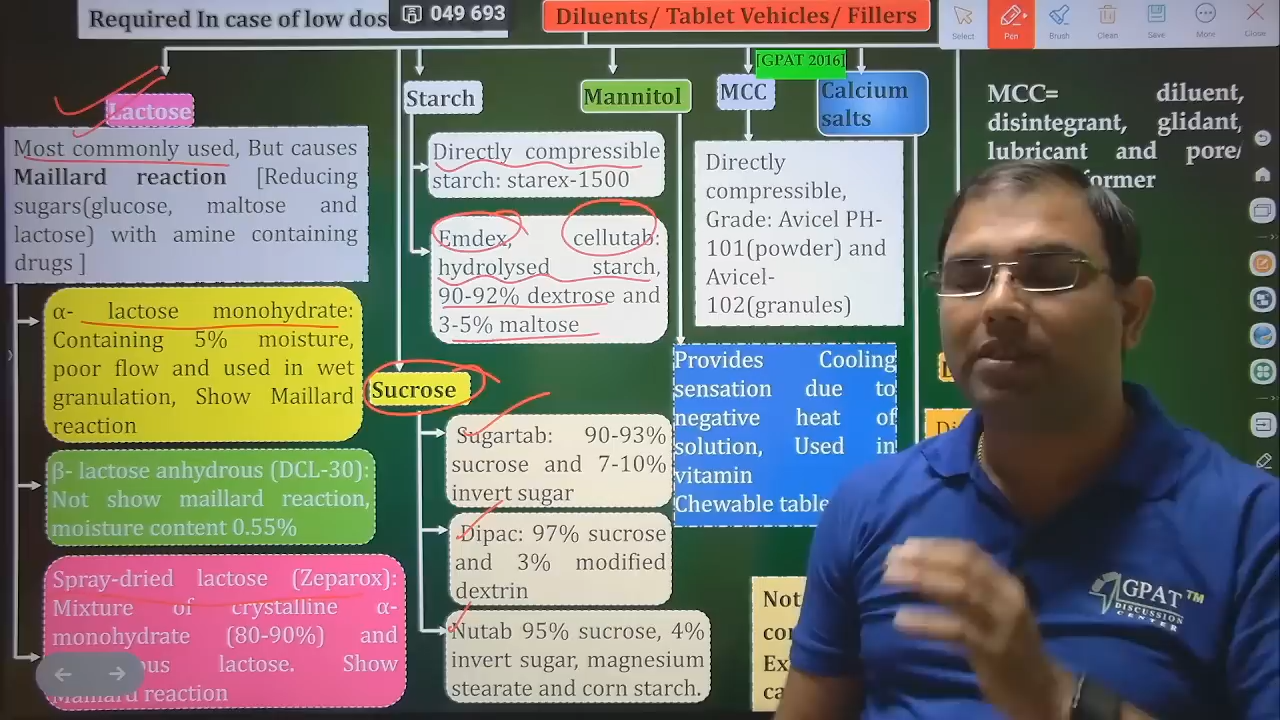 Required In case of low dos
049 693
Diluents/ Tablet Vehicles/ Fillers
Select
Pen
Brush
Clean
Save
More
Close
[GPAT 2016]
Lactose
Most commonly used, But causes
Maillard reaction [Reducing
sugars(glucose, maltose and
lactose) with amine containing
drugs ]
α- lactose monohydrate:
Containing 5% moisture,
poor flow and used in wet
granulation, Show Maillard
reaction
β- lactose anhydrous (DCL-30):
Not show maillard reaction,
moisture content 0.55%
Spray-dried lactose (Zeparox):
Mixture of crystalline α-
monohydrate (80-90%) and
ous lactose. Show
Maillard reaction
Starch
Directly compressible
starch: starex-1500
Emdex, cellutab:
hydrolysed starch,
90-92% dextrose and
3-5% maltose
Sucrose
Sugartab: 90-93%
sucrose and 7-10%
invert sugar
Dipac: 97% sucrose
and 3% modified
dextrin
Nutab 95% sucrose, 4%
invert sugar, magnesium
stearate and corn starch.
Mannitol
Provides Cooling
sensation due to
negative heat of
solution, Used in
vitamin
Chewable table
MCC
Directly
compressible,
Grade: Avicel PH-
101(powder) and
Avicel-
102(granules)
Calcium
salts
MCC= diluent,
disintegrant, glidant,
lubricant and pore/
ormer
Di
Not
con
Ex
ca
GPAT™
DISCUSSION
CENTER